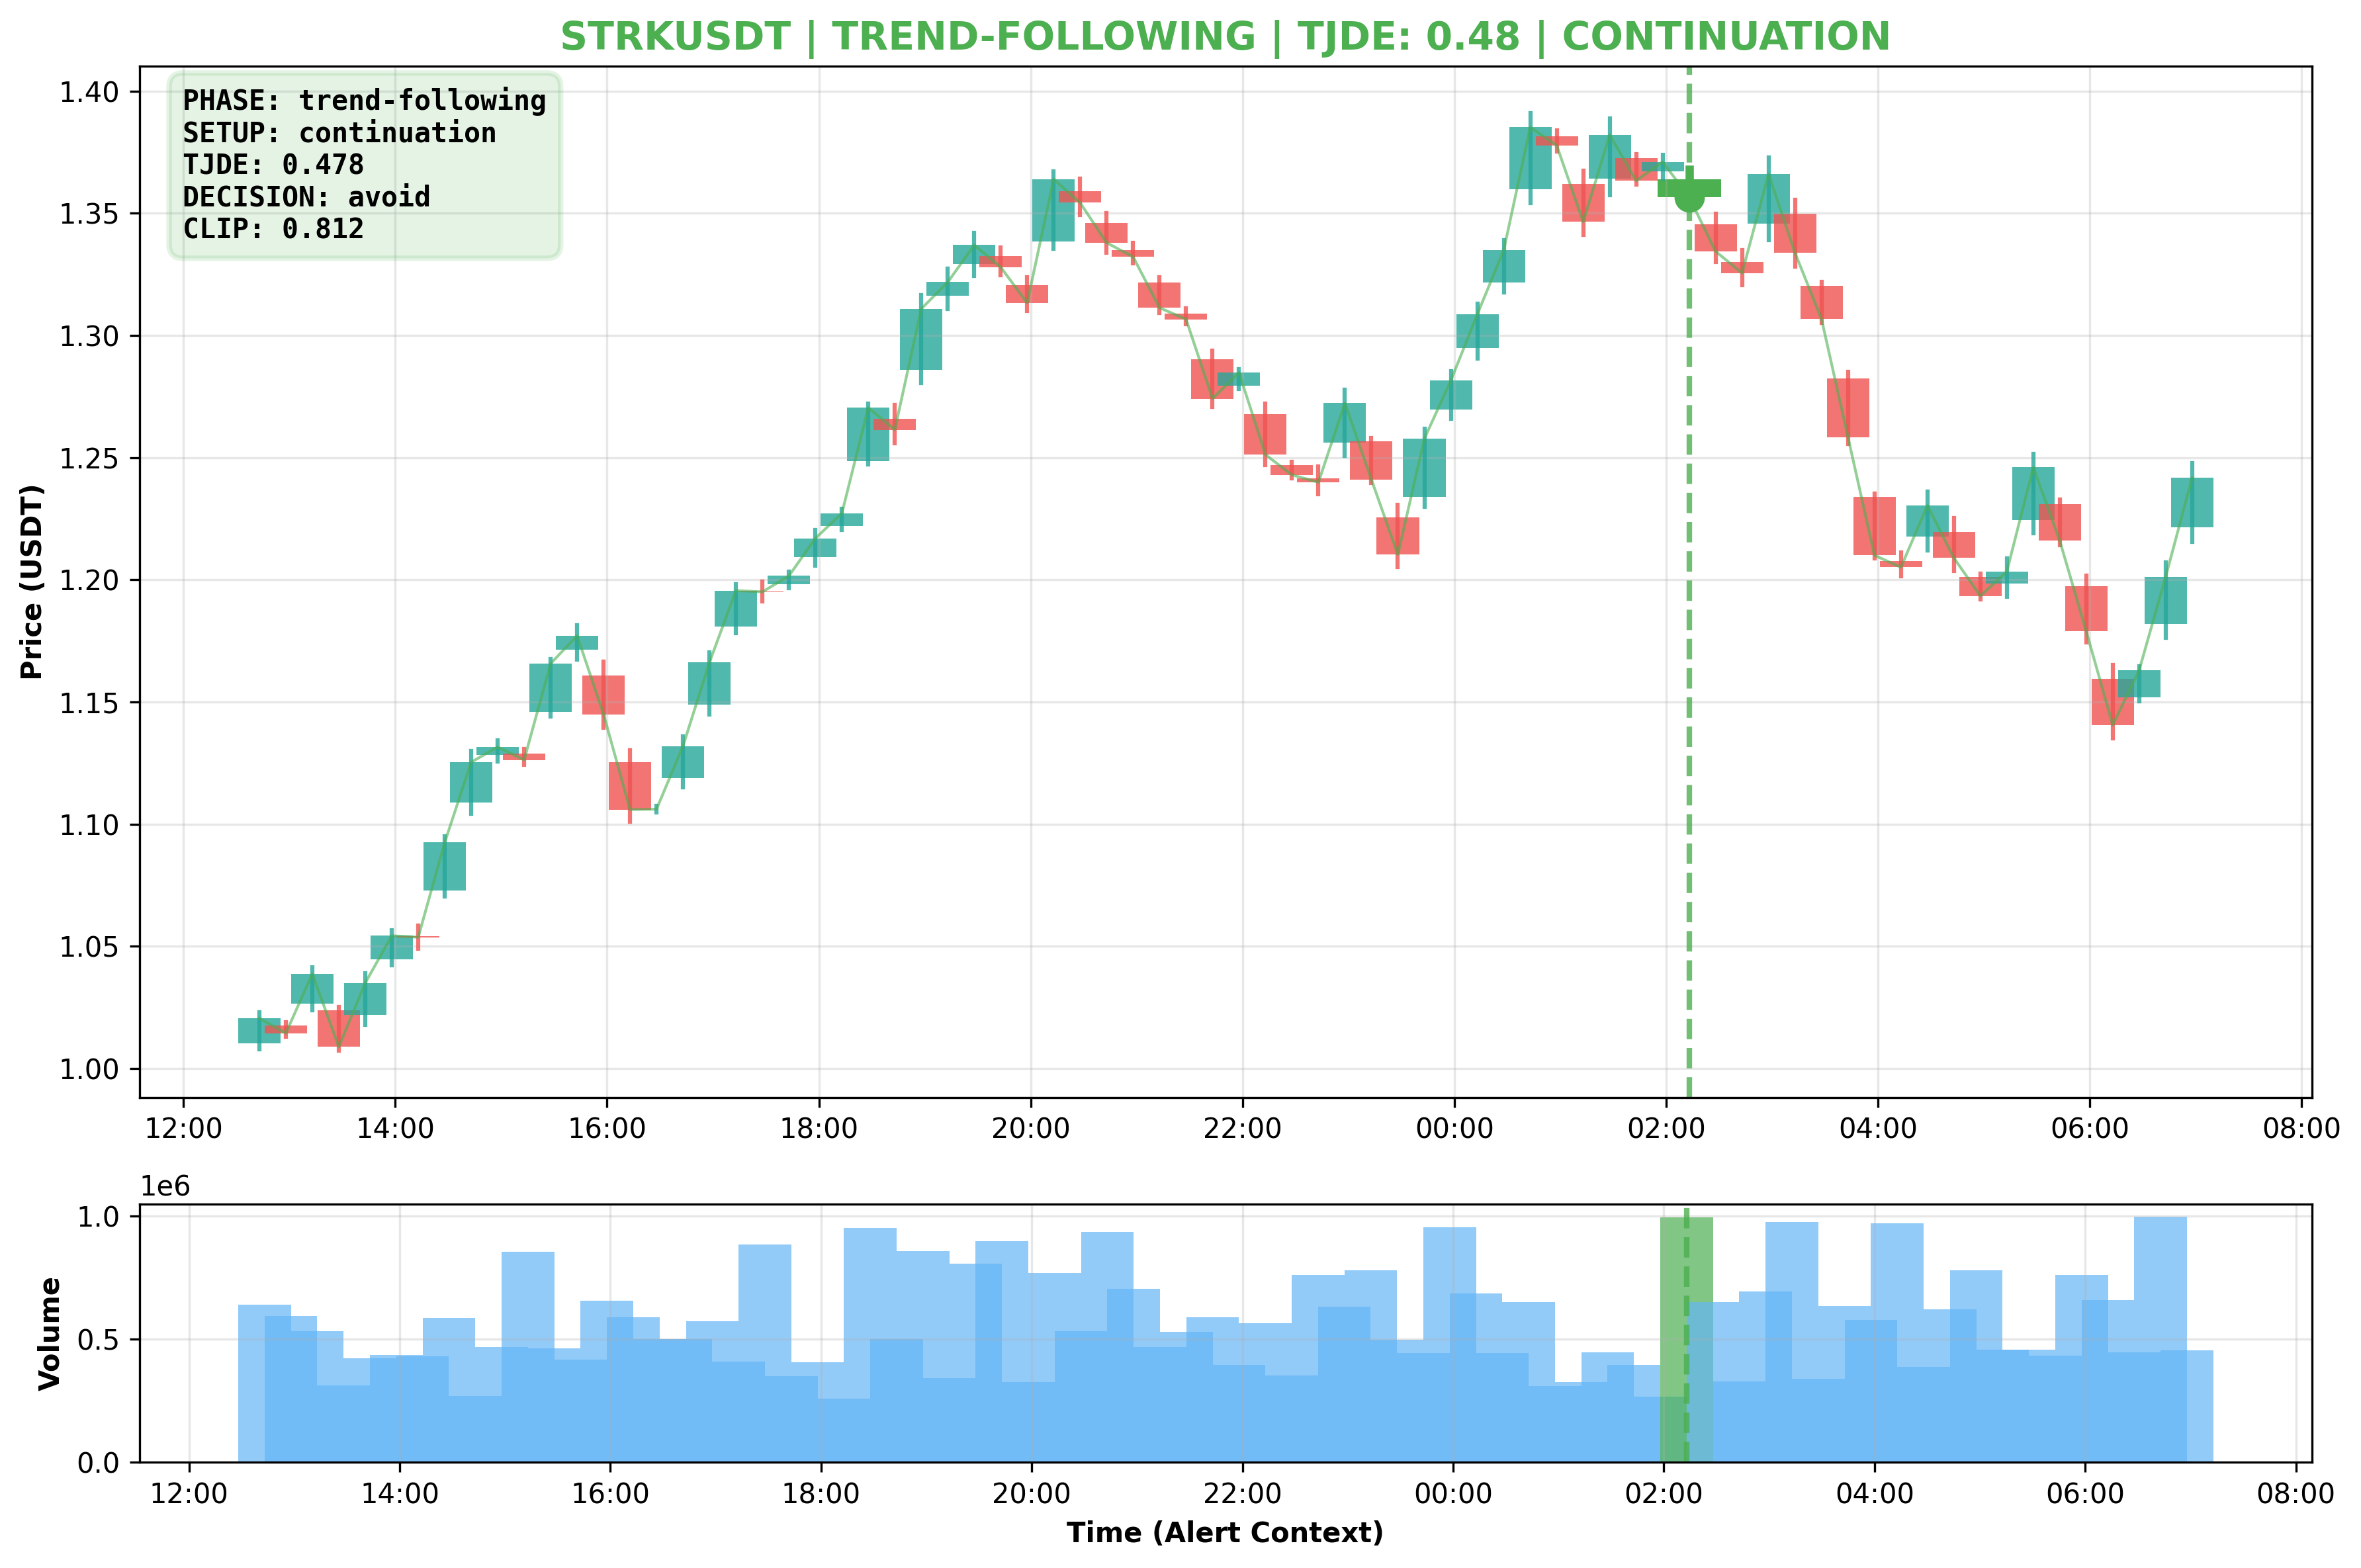 STRKUSDT | TREND-FOLLOWING | TJDE: 0.48 | CONTINUATION
PHASE: trend-following
SETUP: continuation
TJDE: 0.478
DECISION: avoid
CLIP: 0.812
Price (USDT)
1.40
1.35
1.30
1.25
1.20
1.15
1.10
1.05
1.00
12:00 14:00 16:00 18:00 20:00 22:00 00:00 02:00 04:00 06:00 08:00
1e6
Volume
1.0
0.5
0.0
12:00 14:00 16:00 18:00 20:00 22:00 00:00 02:00 04:00 06:00 08:00
Time (Alert Context)